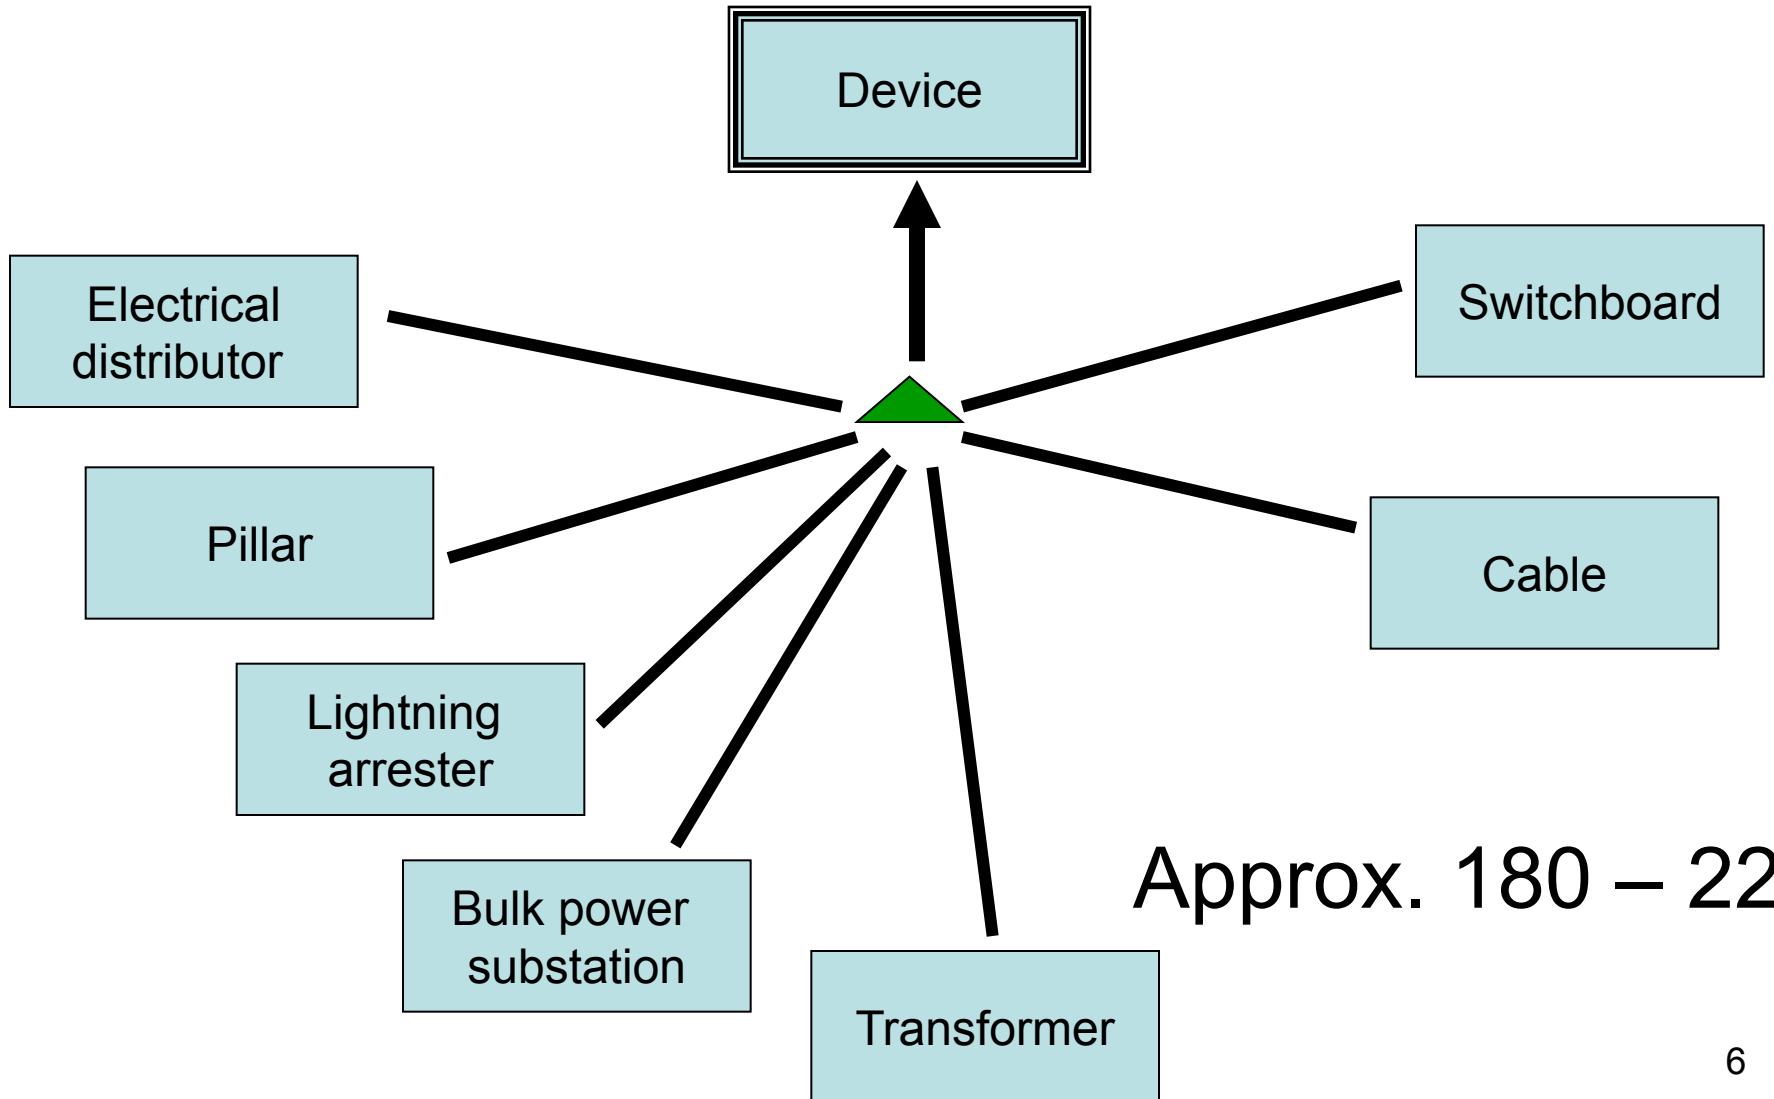 Device
Electrical
distributor
Switchboard
Pillar
Cable
Lightning
arrester
Bulk power
substation
Approx. 180 – 22
Transformer
6